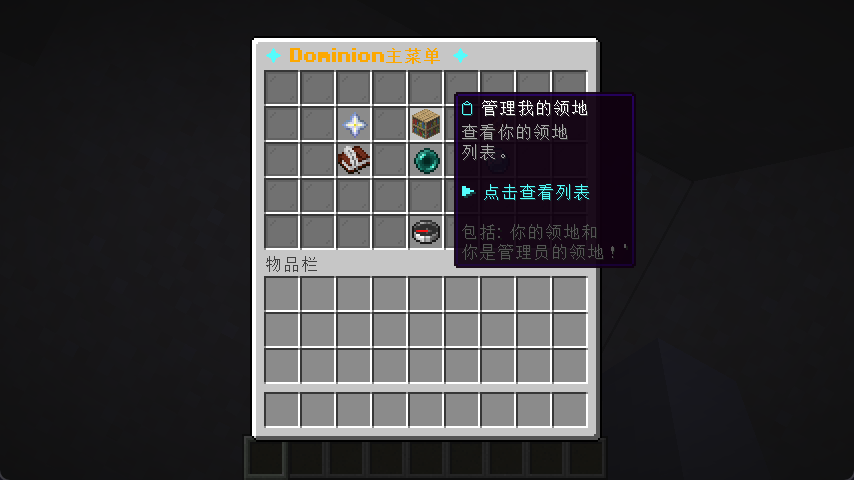 ✦ Dominion主菜单 ✦
📋 管理我的领地
查看你的领地
列表。
▶ 点击查看列表
包括: 你的领地和
你是管理员的领地!'
物品栏